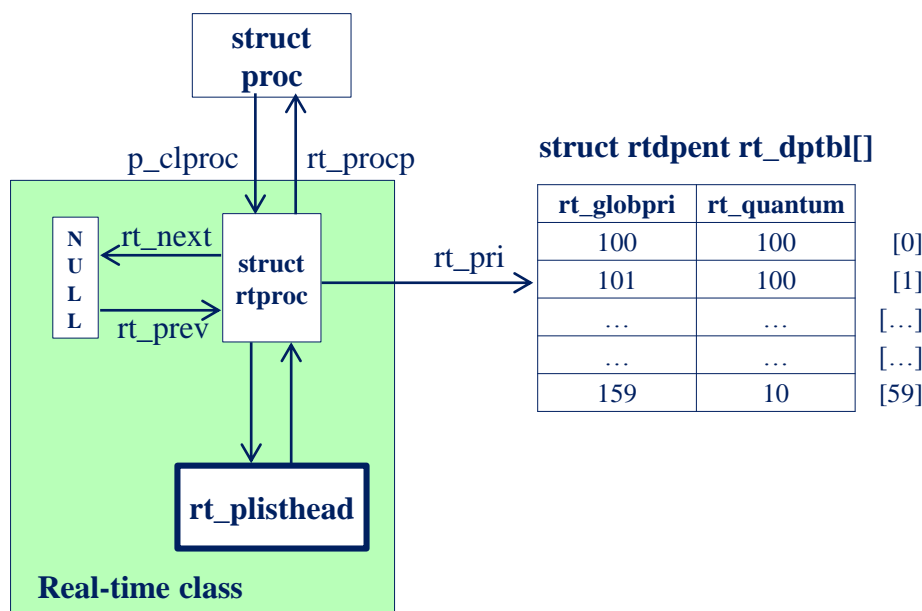 struct
proc
p_clproc
rt_procp
struct rtdpent rt_dptbl[]
rt_globpri rt_quantum
100 100 [0]
101 100 [1]
… … […]
… … […]
159 10 [59]
N
U
L
L
rt_next
rt_prev
struct
rtproc
rt_pri
rt_plisthead
Real-time class